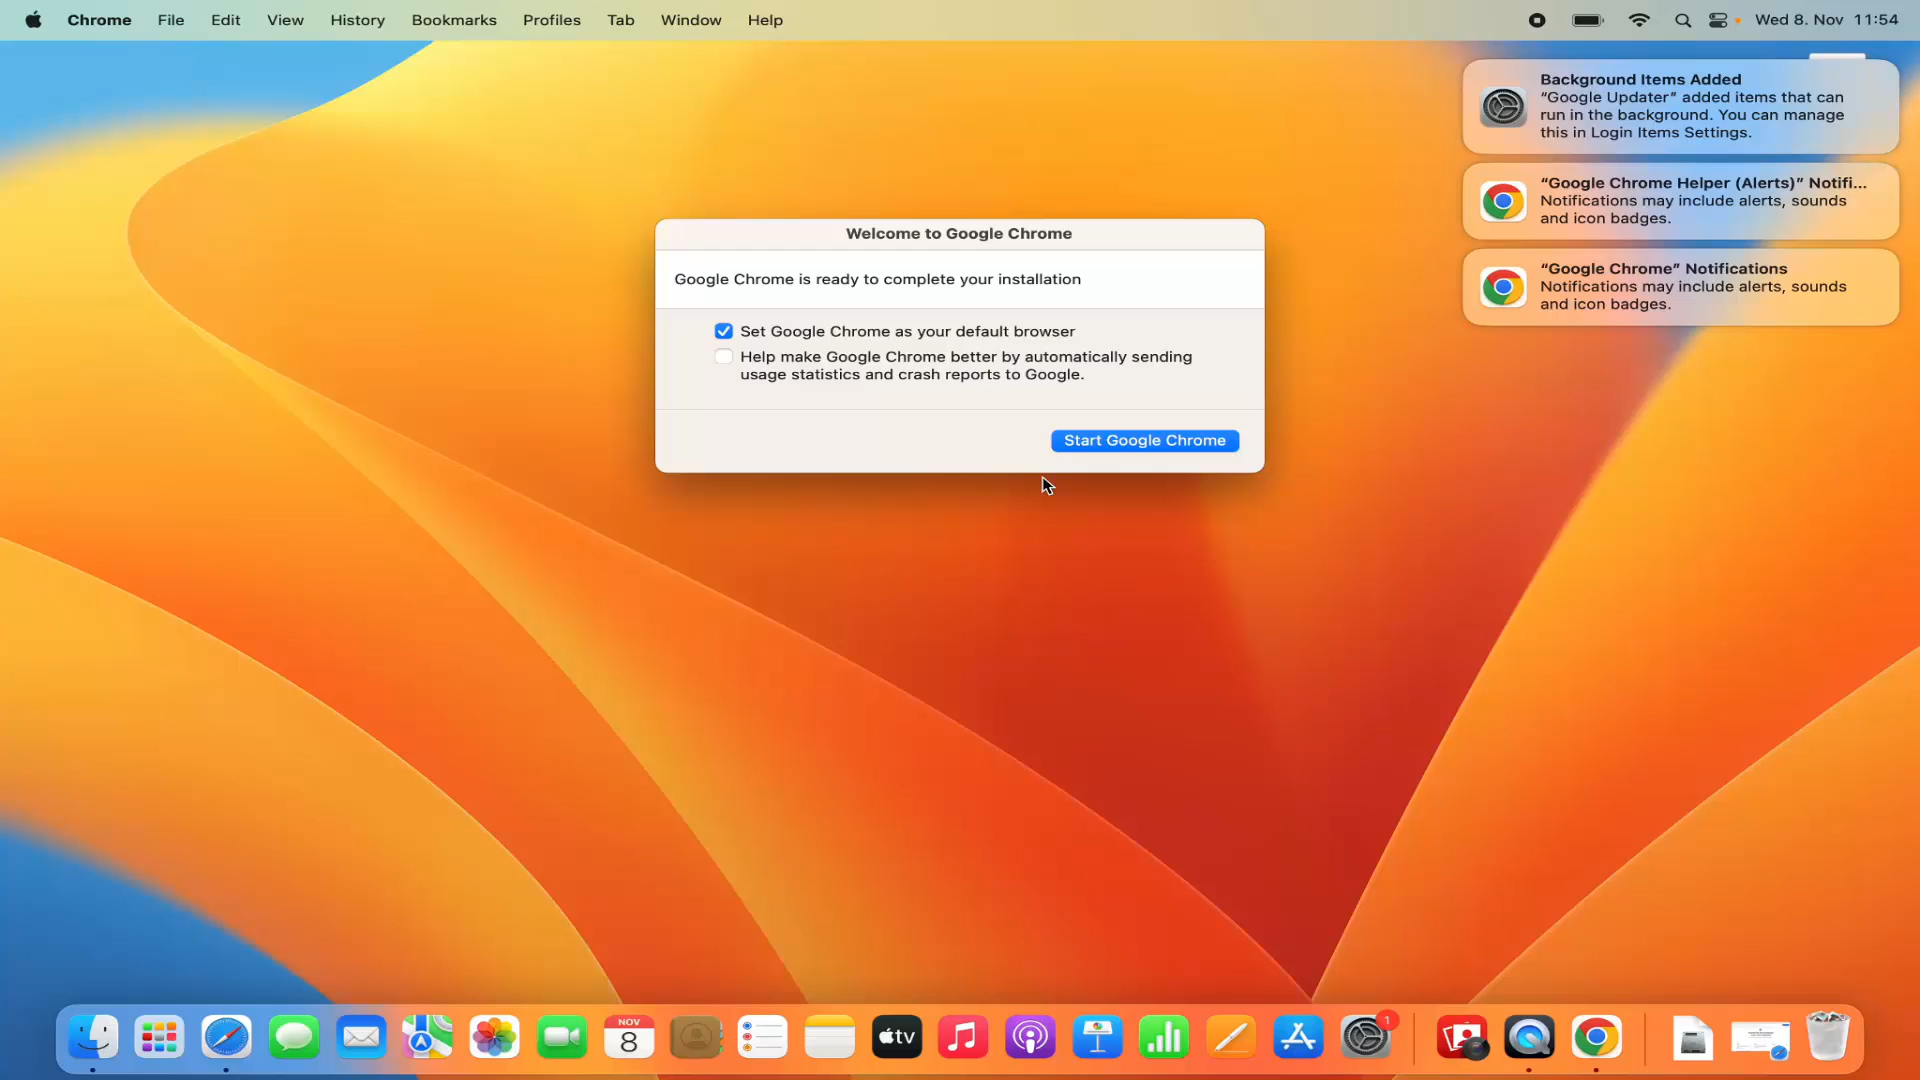 Chrome File Edit View History Bookmarks Profiles Tab Window Help Wed 8. Nov 11:54
Background Items Added
“Google Updater” added items that can
run in the background. You can manage
this in Login Items Settings.
“Google Chrome Helper (Alerts)” Notifi...
Notifications may include alerts, sounds
and icon badges.
“Google Chrome” Notifications
Notifications may include alerts, sounds
and icon badges.
Welcome to Google Chrome
Google Chrome is ready to complete your installation
Set Google Chrome as your default browser
Help make Google Chrome better by automatically sending
usage statistics and crash reports to Google.
Start Google Chrome
NOV
8
tv
1